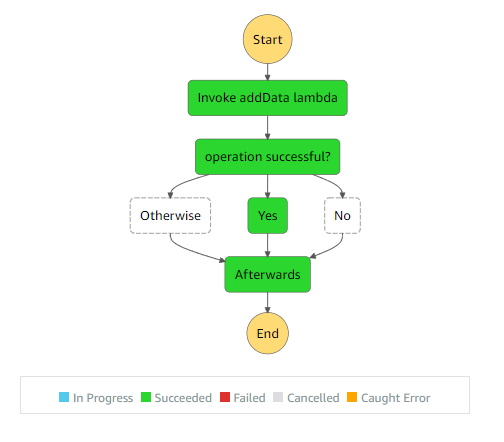 Start
Invoke addData lambda
operation successful?
Otherwise
Yes
No
Afterwards
End
In Progress Succeeded Failed Cancelled Caught Error